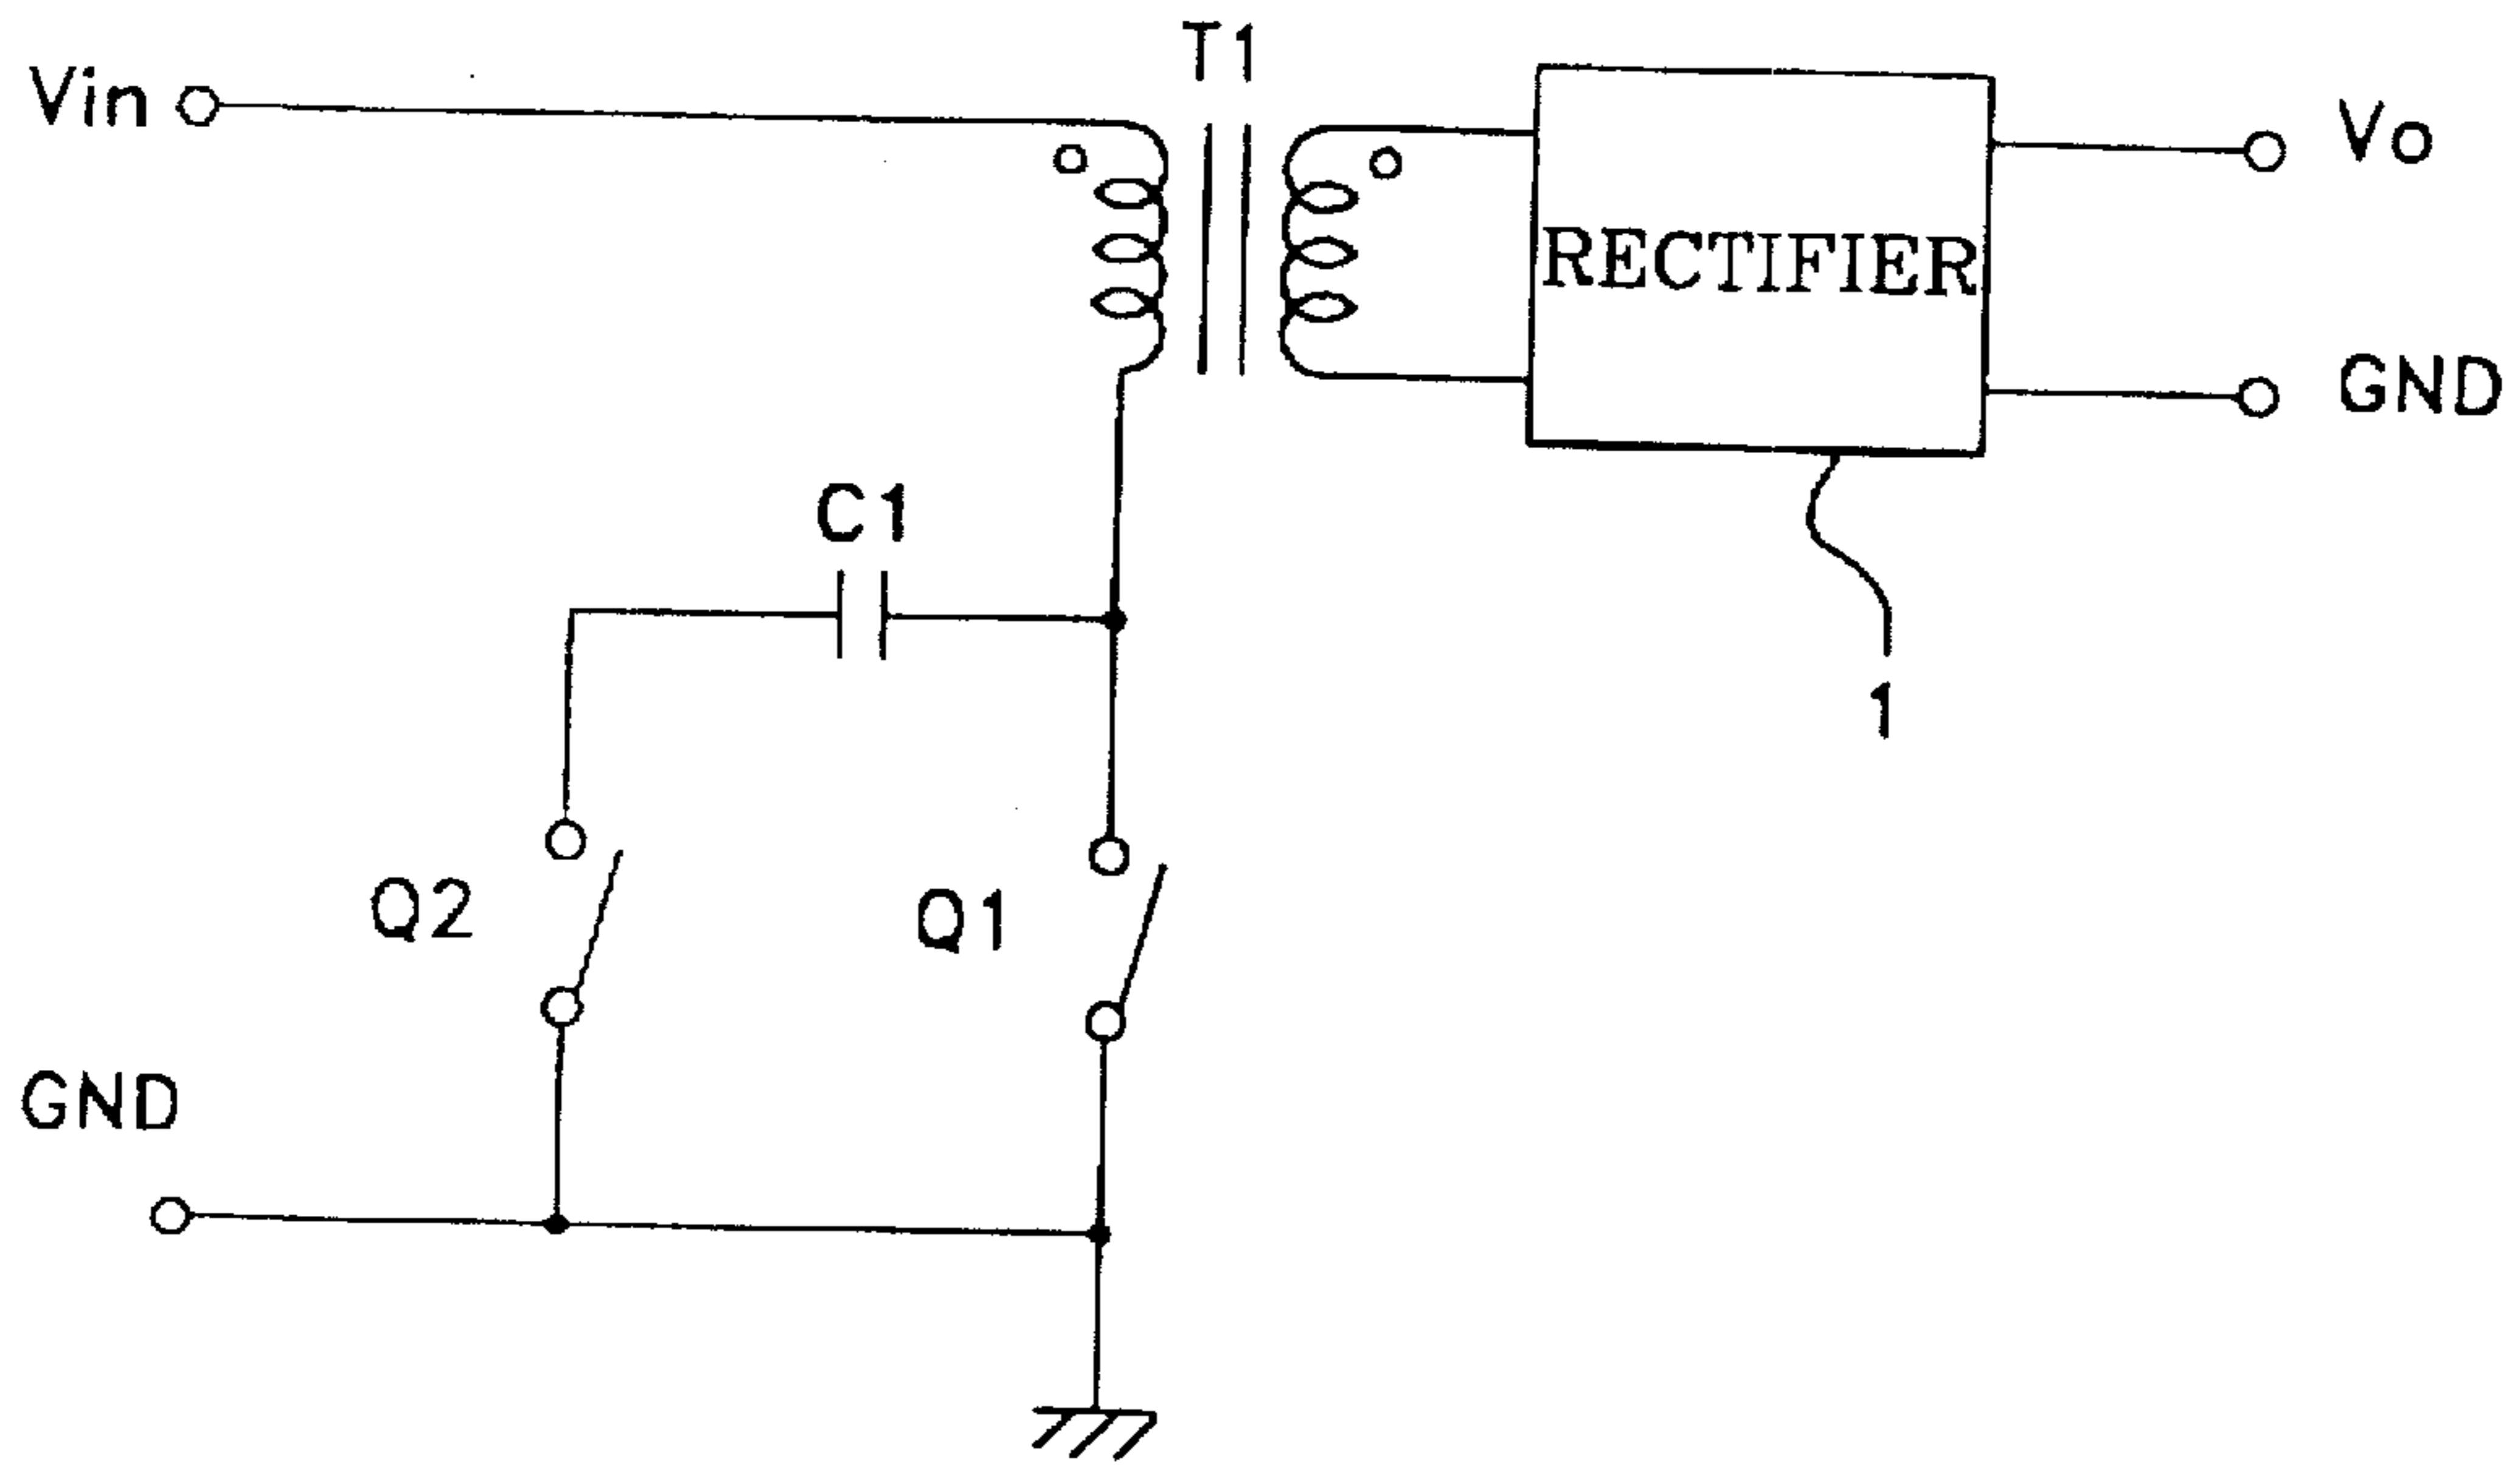 T1
Vin
Vo
RECTIFIER
GND
C1
1
Q2
Q1
GND